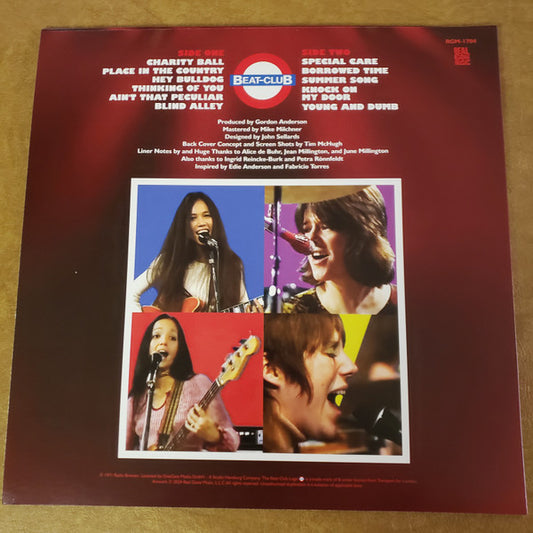 RGM-1784
REAL GONE MUSIC
SIDE ONE
CHARITY BALL
PLACE IN THE COUNTRY
HEY BULLDOG
THINKING OF YOU
AIN'T THAT PECULIAR
BLIND ALLEY
BEAT-CLUB
SIDE TWO
SPECIAL CARE
BORROWED TIME
SUMMER SONG
KNOCK ON
MY DOOR
YOUNG AND DUMB
Produced by Gordon Anderson
Mastered by Mike Milchner
Designed by John Sellards
Back Cover Concept and Screen Shots by Tim McHugh
Liner Notes by and Huge Thanks to Alice de Buhr, Jean Millington, and June Millington
Also thanks to Ingrid Reincke-Burk and Petra Rönnfeldt
Inspired by Edie Anderson and Fabricio Torres